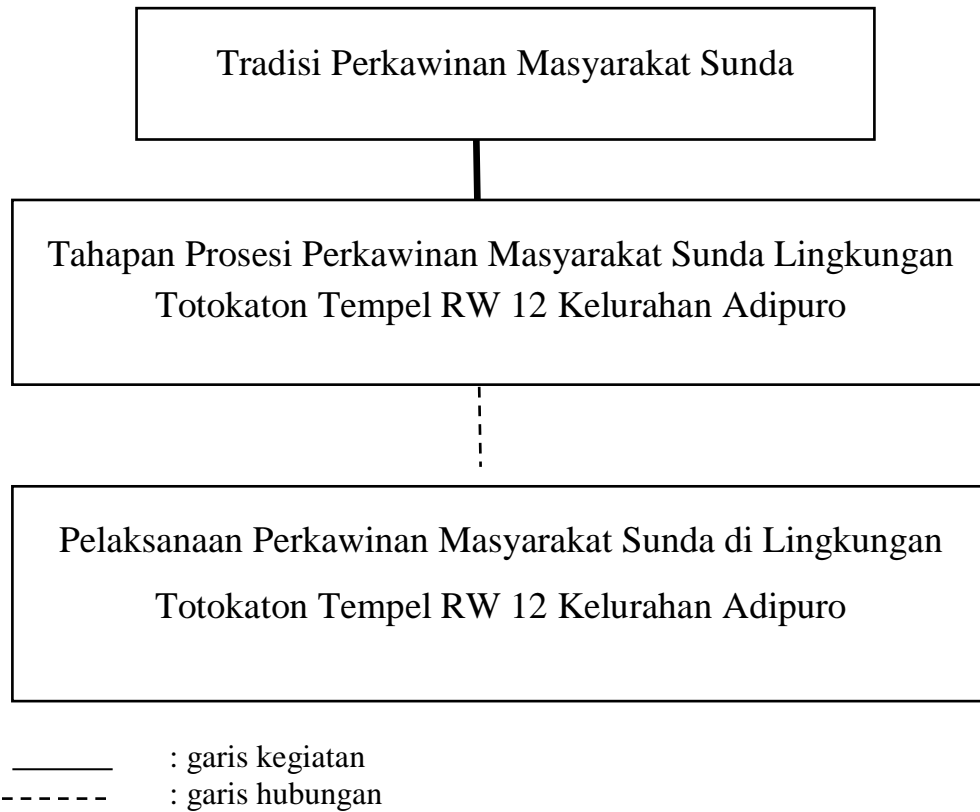 Tradisi Perkawinan Masyarakat Sunda
Tahapan Prosesi Perkawinan Masyarakat Sunda Lingkungan
Totokaton Tempel RW 12 Kelurahan Adipuro
Pelaksanaan Perkawinan Masyarakat Sunda di Lingkungan
Totokaton Tempel RW 12 Kelurahan Adipuro
: garis kegiatan
: garis hubungan